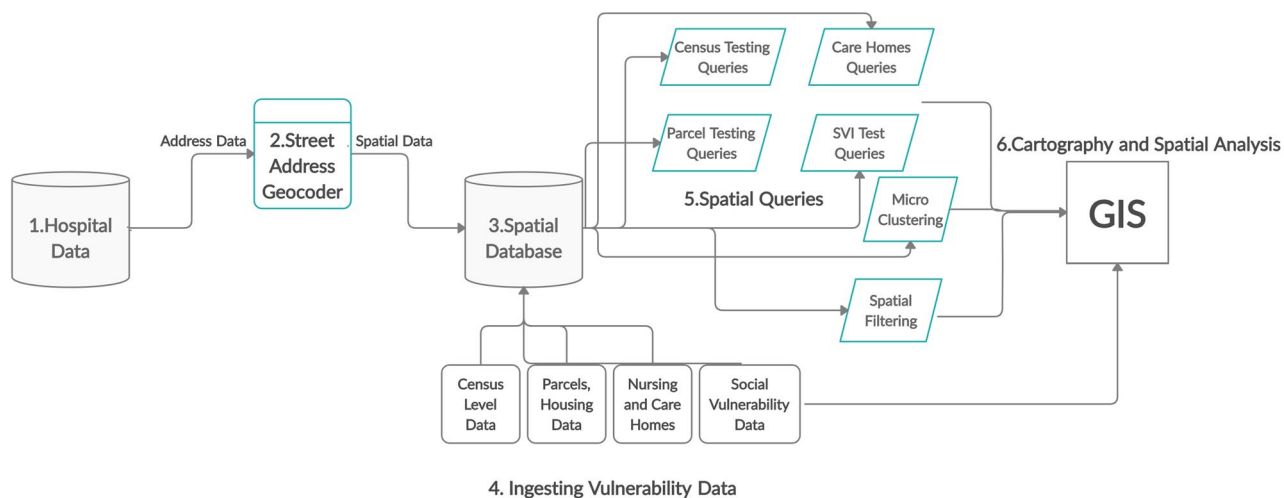 1.Hospital
Data
Address Data
2.Street
Address
Geocoder
Spatial Data
3.Spatial
Database
Census Testing
Queries
Care Homes
Queries
Parcel Testing
Queries
SVI Test
Queries
5.Spatial Queries
Micro
Clustering
Spatial
Filtering
6.Cartography and Spatial Analysis
GIS
Census
Level
Data
Parcels,
Housing
Data
Nursing
and Care
Homes
Social
Vulnerability
Data
4. Ingesting Vulnerability Data